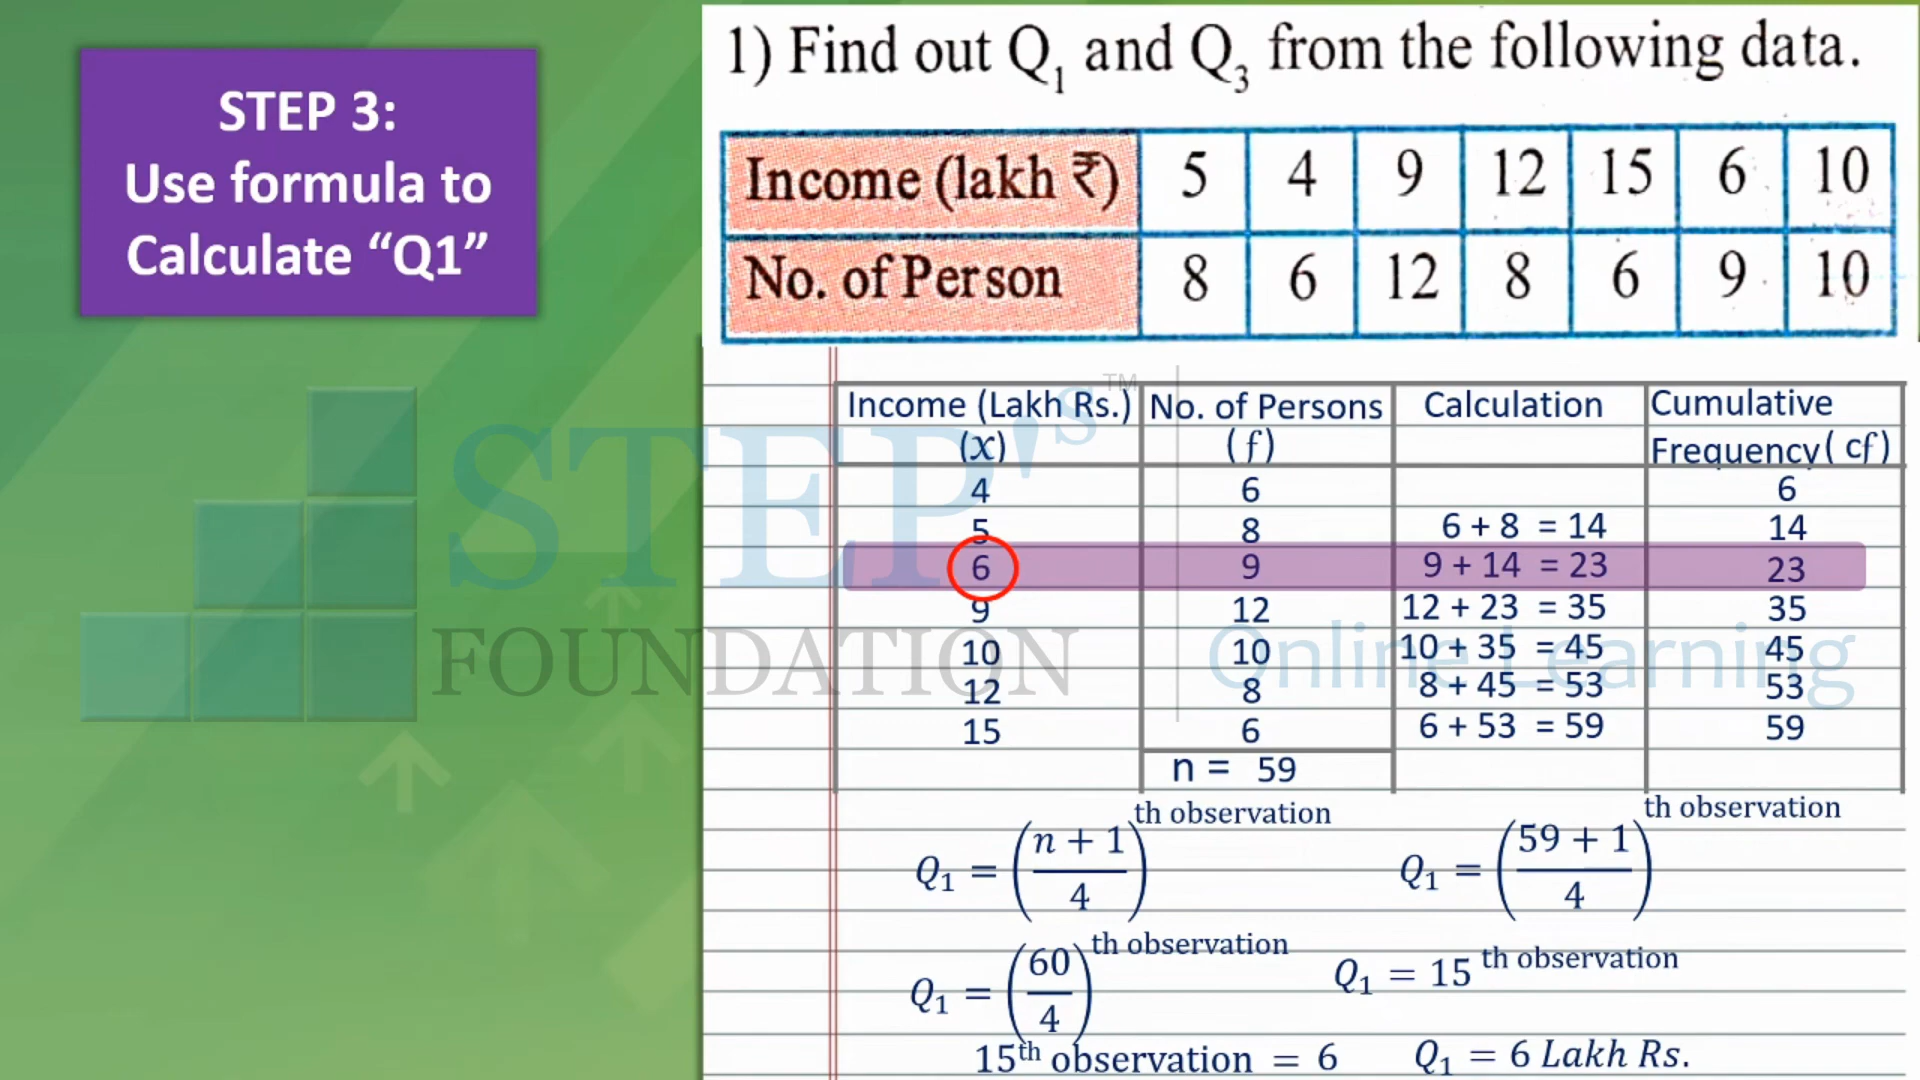 STEP 3:
Use formula to
Calculate “Q1”
1) Find out Q₁ and Q₃ from the following data.
Income (lakh ₹) 5 4 9 12 15 6 10
No. of Person 8 6 12 8 6 9 10
Income (Lakh Rs.) No. of Persons Calculation Cumulative
(x) (f) Frequency (cf)
4 6 6
5 8 6 + 8 = 14 14
6 9 9 + 14 = 23 23
9 12 12 + 23 = 35 35
10 10 10 + 35 = 45 45
12 8 8 + 45 = 53 53
15 6 6 + 53 = 59 59
n = 59
Q₁ = (n + 1 / 4) th observation
Q₁ = (59 + 1 / 4) th observation
Q₁ = (60 / 4) th observation
Q₁ = 15 th observation
15th observation = 6
Q₁ = 6 Lakh Rs.
STEP's™
FOUNDATION
Online Learning